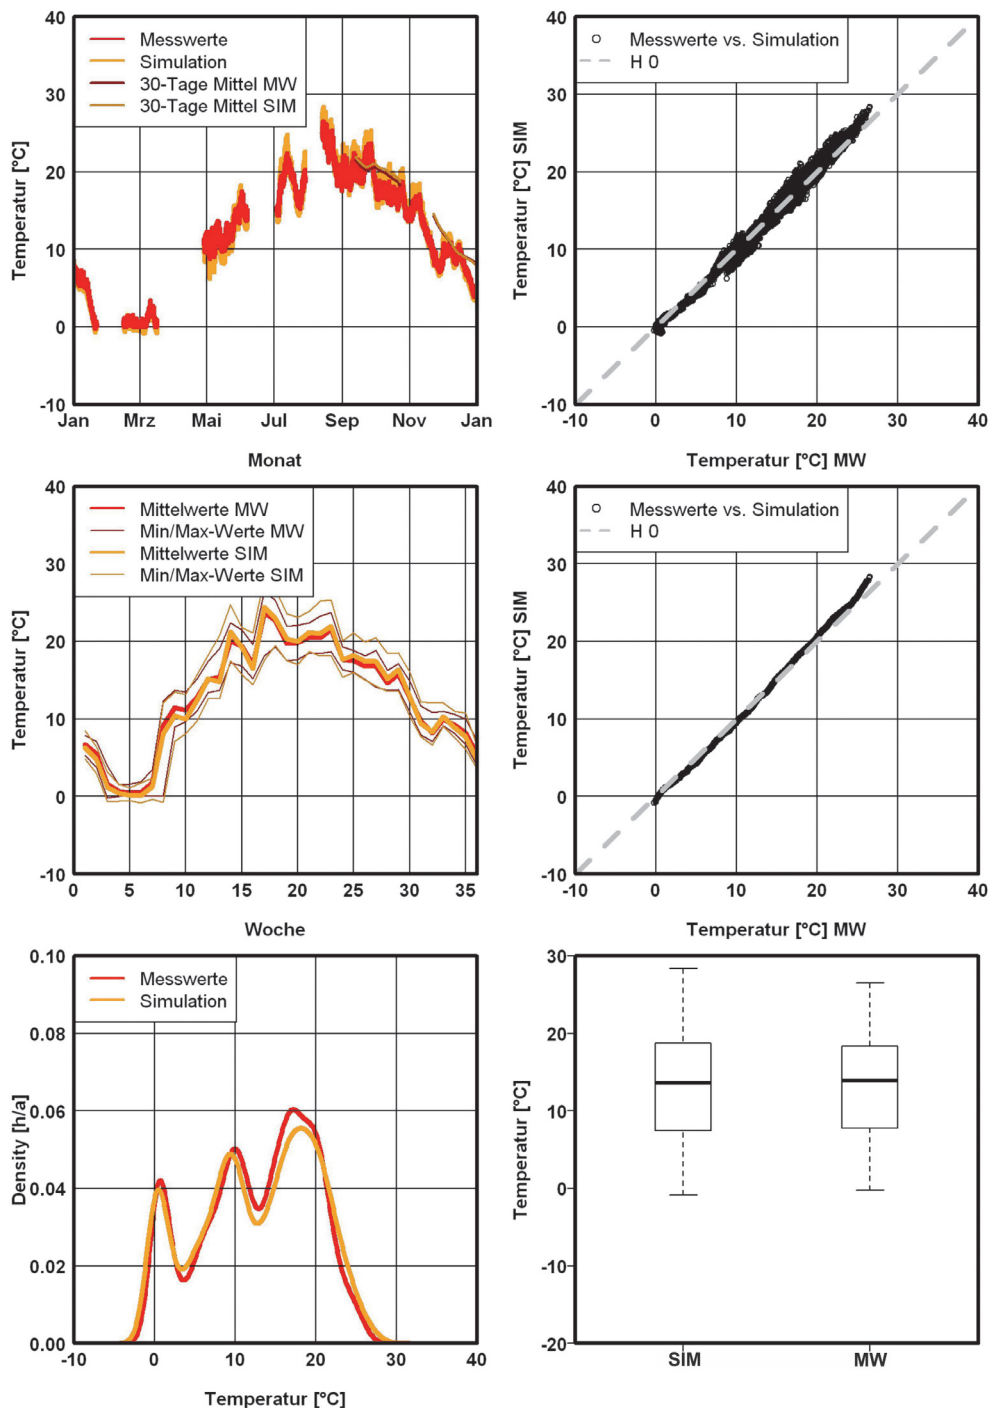 40
30
20
10
0
-10
Temperatur [°C]
Messwerte
Simulation
30-Tage Mittel MW
30-Tage Mittel SIM
Jan Mrz Mai Jul Sep Nov Jan
Monat
40
30
20
10
0
-10
Temperatur [°C] SIM
Messwerte vs. Simulation
H 0
-10 0 10 20 30 40
Temperatur [°C] MW
40
30
20
10
0
-10
Temperatur [°C]
Mittelwerte MW
Min/Max-Werte MW
Mittelwerte SIM
Min/Max-Werte SIM
0 5 10 15 20 25 30 35
Woche
40
30
20
10
0
-10
Temperatur [°C] SIM
Messwerte vs. Simulation
H 0
-10 0 10 20 30 40
Temperatur [°C] MW
0.10
0.08
0.06
0.04
0.02
0.00
Density [h/a]
Messwerte
Simulation
-10 0 10 20 30 40
Temperatur [°C]
30
20
10
0
-10
-20
Temperatur [°C]
SIM MW